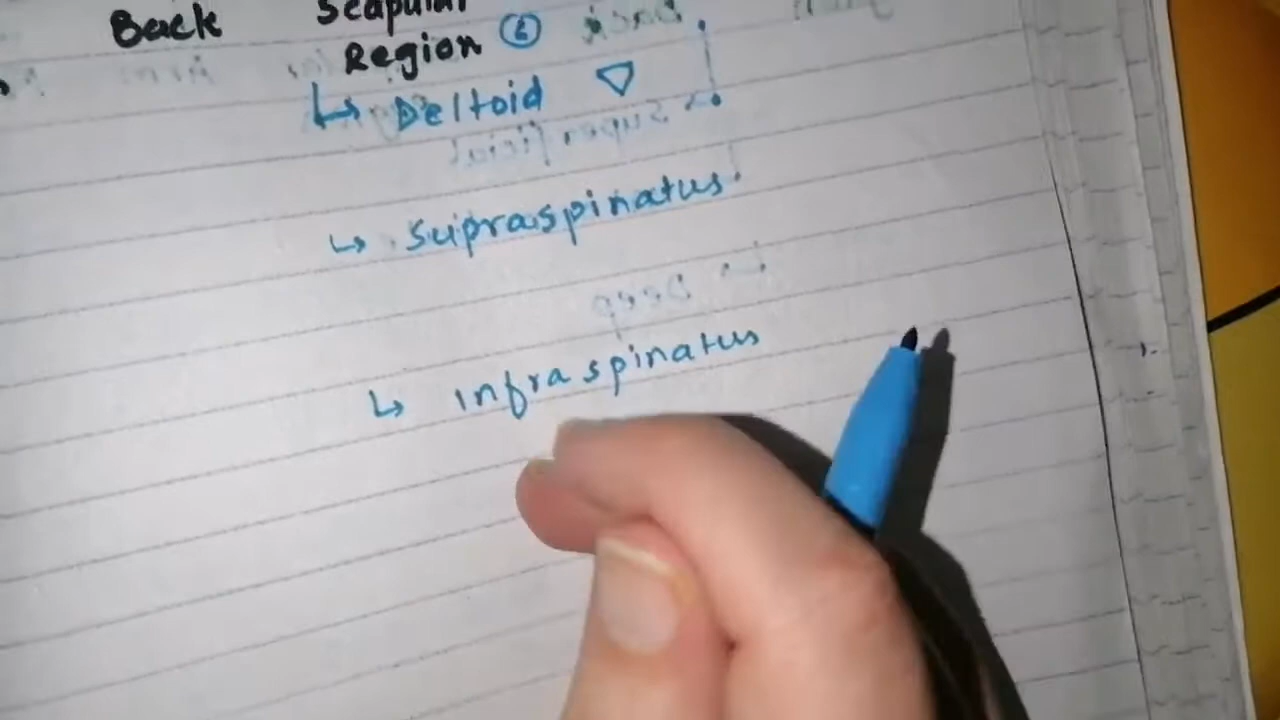 Back Scapular
Region 6
↳ Deltoid ▽
↳ Supraspinatus
↳ Infraspinatus